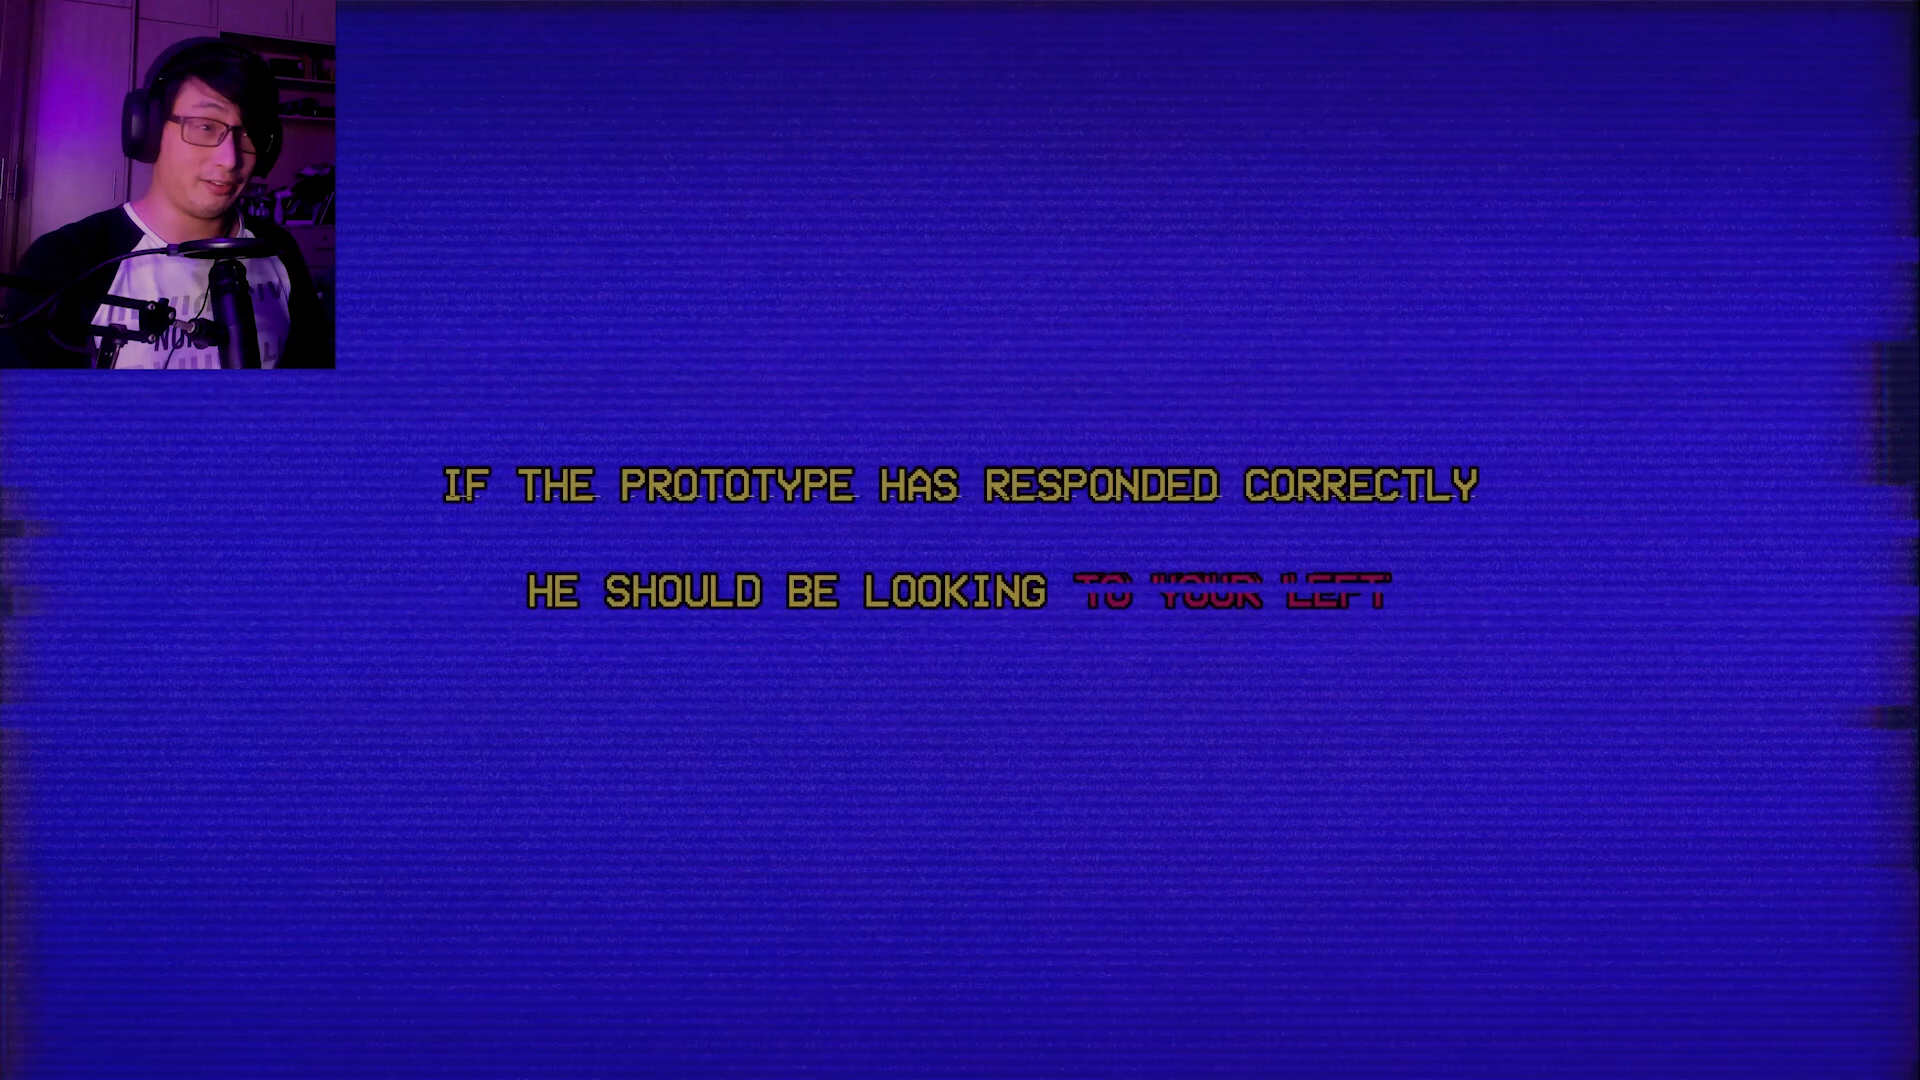 IF THE PROTOTYPE HAS RESPONDED CORRECTLY
HE SHOULD BE LOOKING TO YOUR LEFT